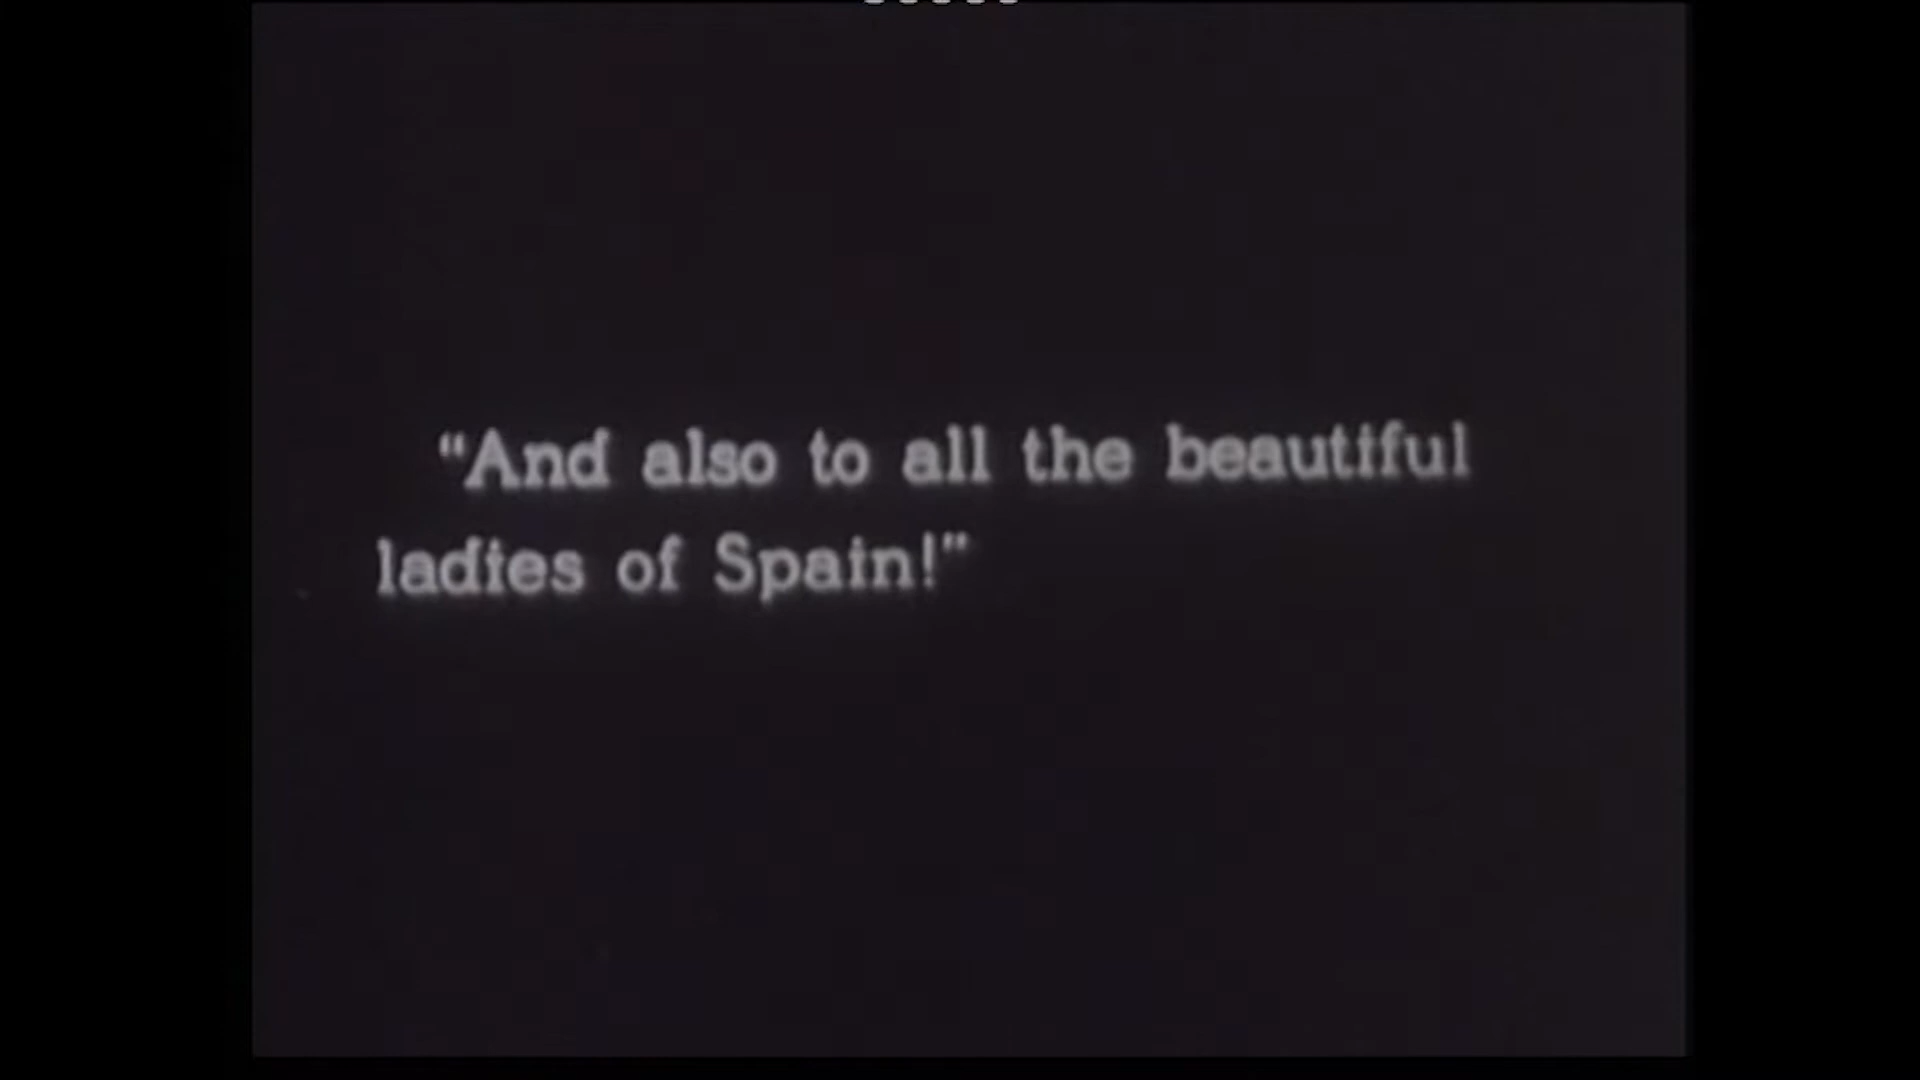 “And also to all the beautiful
ladies of Spain!”